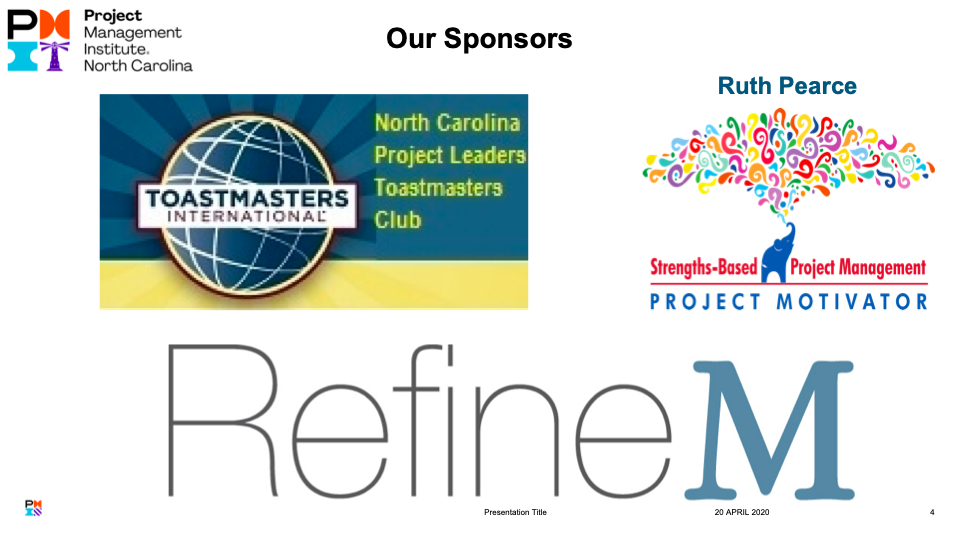 Project
Management
Institute.
North Carolina
Our Sponsors
Ruth Pearce
North Carolina
Project Leaders
Toastmasters
Club
TOASTMASTERS
INTERNATIONAL
Strengths-Based Project Management
PROJECT MOTIVATOR
RefineM
Presentation Title
20 APRIL 2020
4